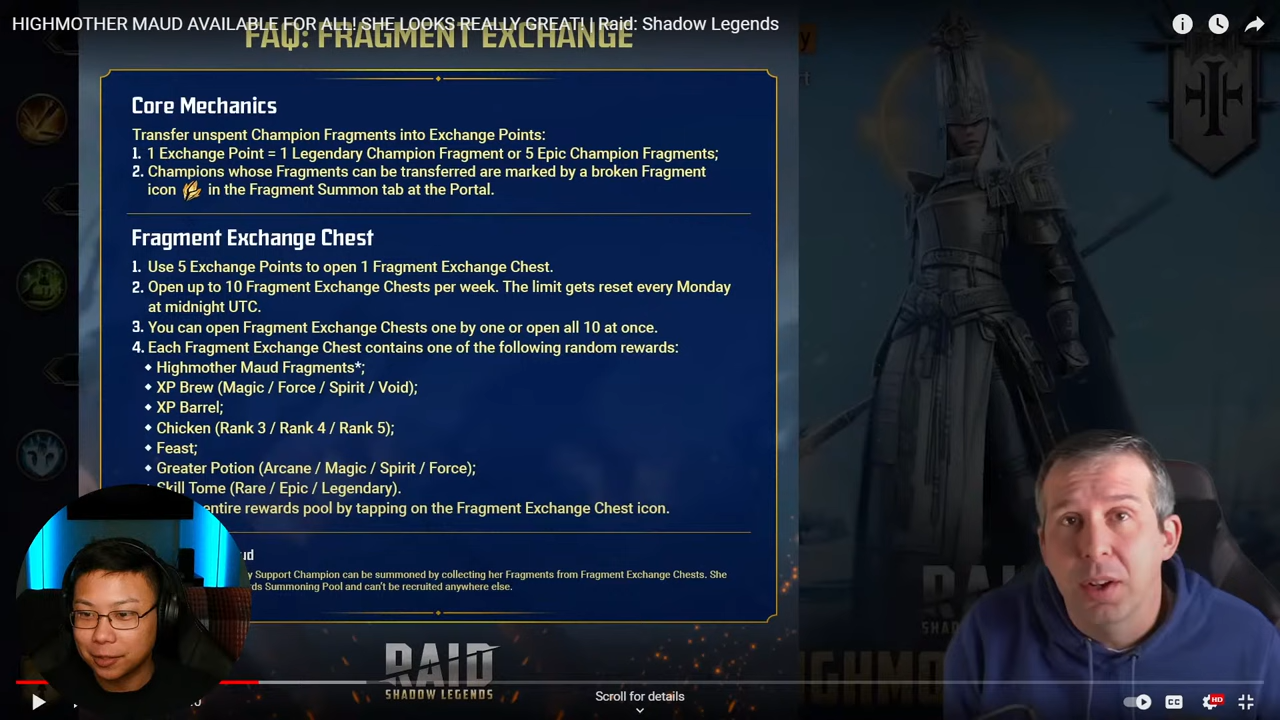 HIGHMOTHER MAUD AVAILABLE FOR ALL! SHE LOOKS REALLY GREAT! | Raid: Shadow Legends
FAQ: FRAGMENT EXCHANGE
Core Mechanics
Transfer unspent Champion Fragments into Exchange Points:
1. 1 Exchange Point = 1 Legendary Champion Fragment or 5 Epic Champion Fragments;
2. Champions whose Fragments can be transferred are marked by a broken Fragment
icon in the Fragment Summon tab at the Portal.
Fragment Exchange Chest
1. Use 5 Exchange Points to open 1 Fragment Exchange Chest.
2. Open up to 10 Fragment Exchange Chests per week. The limit gets reset every Monday
at midnight UTC.
3. You can open Fragment Exchange Chests one by one or open all 10 at once.
4. Each Fragment Exchange Chest contains one of the following random rewards:
Highmother Maud Fragments*;
XP Brew (Magic / Force / Spirit / Void);
XP Barrel;
Chicken (Rank 3 / Rank 4 / Rank 5);
Feast;
Greater Potion (Arcane / Magic / Spirit / Force);
Skill Tome (Rare / Epic / Legendary).
entire rewards pool by tapping on the Fragment Exchange Chest icon.
Support Champion can be summoned by collecting her Fragments from Fragment Exchange Chests. She
Summoning Pool and can't be recruited anywhere else.
RAID
SHADOW LEGENDS
Scroll for details
CC
HD